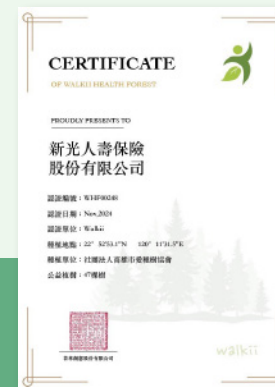 CERTIFICATE
OF WALKII HEALTH FOREST
PROUDLY PRESENTS TO
新光人壽保險
股份有限公司
認證編號：WHF00248
認證日期：Nov,2024
認證單位：Walkii
種植地點：22° 52'53.1"N 120° 11'31.5"E
種植單位：社團法人高雄市愛種樹協會
公益植樹：47棵樹
walkii